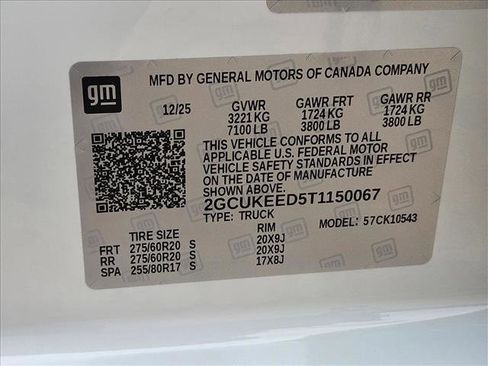 gm
MFD BY GENERAL MOTORS OF CANADA COMPANY
12/25 GVWR GAWR FRT GAWR RR
3221 KG 1724 KG 1724 KG
7100 LB 3800 LB 3800 LB
THIS VEHICLE CONFORMS TO ALL
APPLICABLE U.S. FEDERAL MOTOR
VEHICLE SAFETY STANDARDS IN EFFECT
ON THE DATE OF MANUFACTURE
SHOWN ABOVE.
2GCUKEED5T1150067
TYPE: TRUCK MODEL: 57CK10543
TIRE SIZE RIM
FRT 275/60R20 S 20X9J
RR 275/60R20 S 20X9J
SPA 255/80R17 S 17X8J